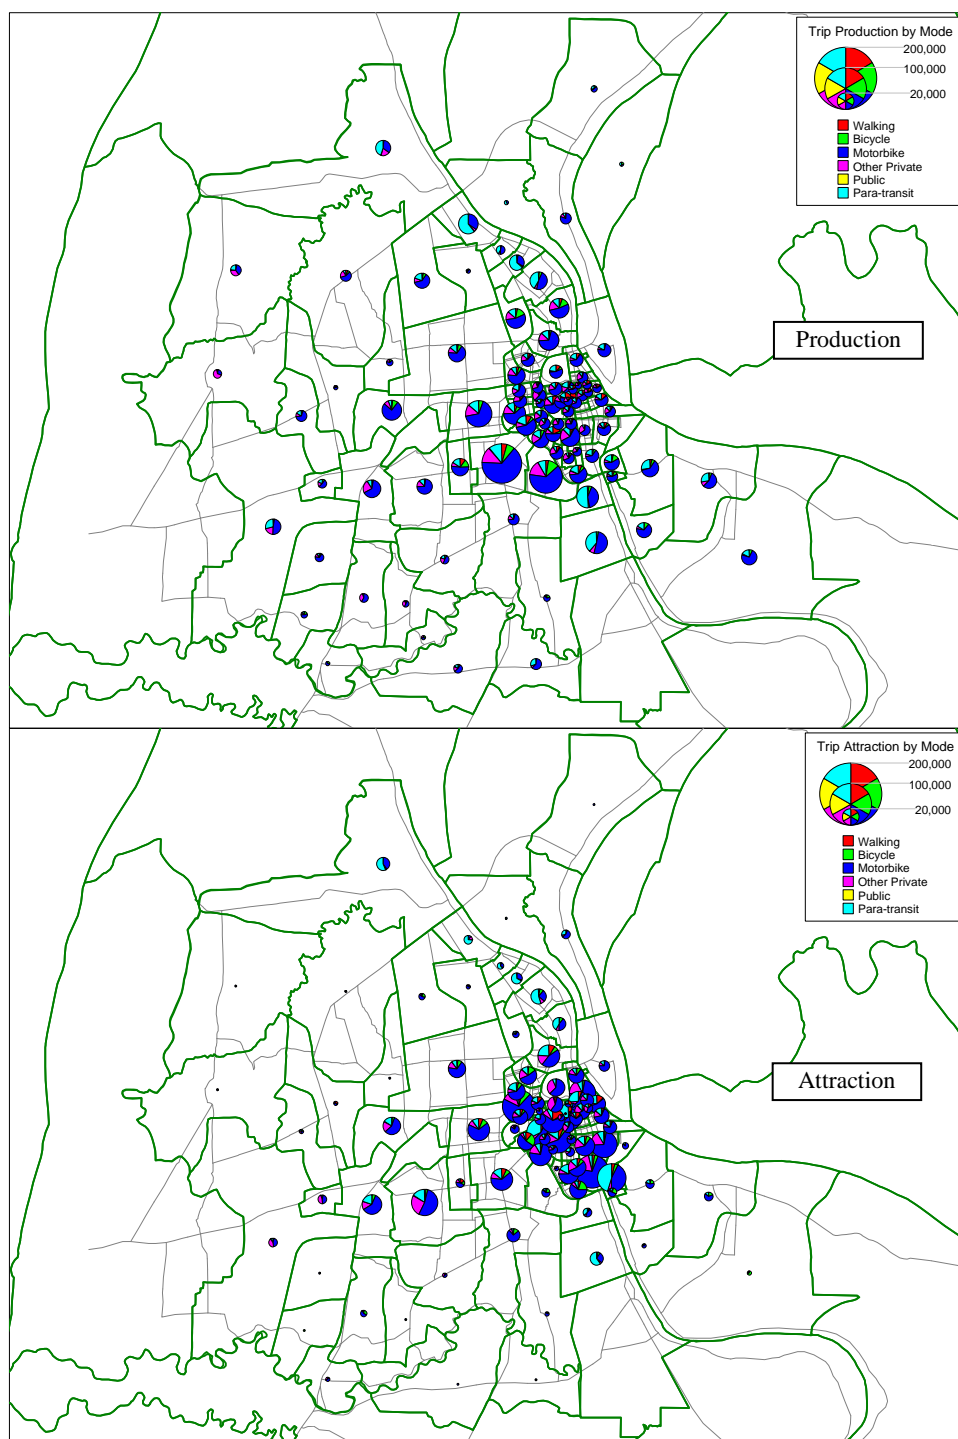 Trip Production by Mode
200,000
100,000
20,000
Walking
Bicycle
Motorbike
Other Private
Public
Para-transit
Production
Trip Attraction by Mode
200,000
100,000
20,000
Walking
Bicycle
Motorbike
Other Private
Public
Para-transit
Attraction